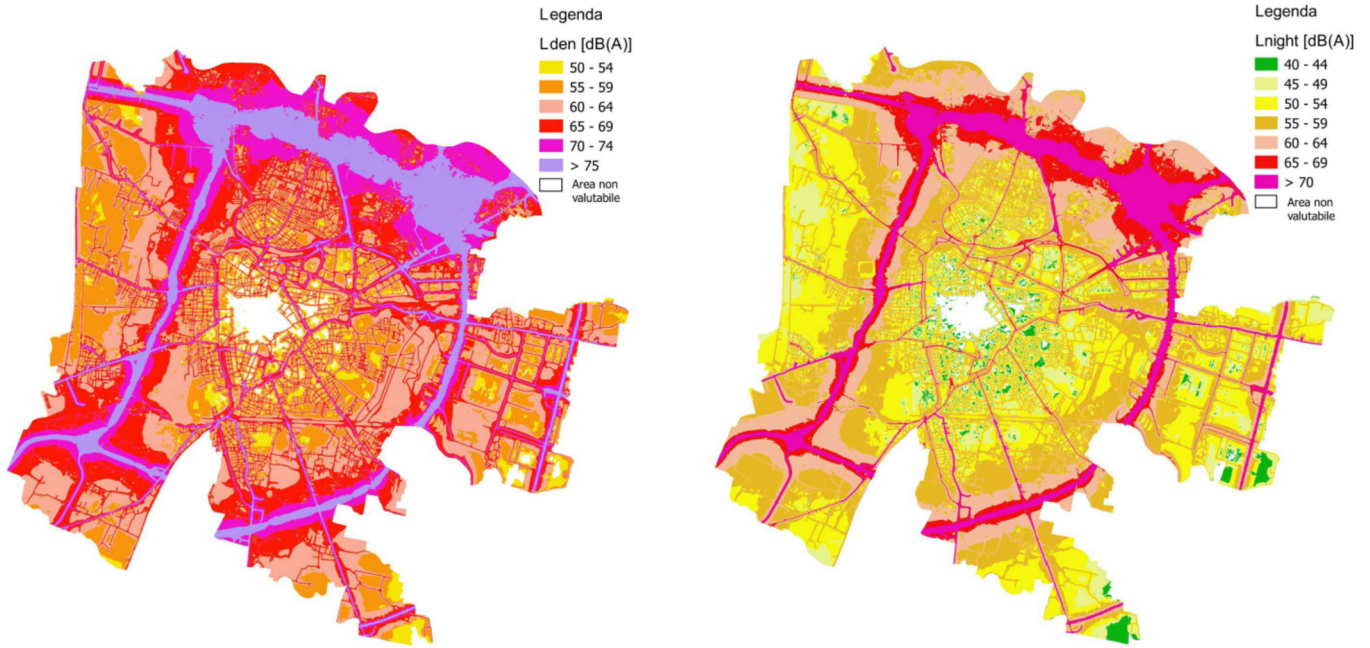 Legenda
Lden [dB(A)]
50 - 54
55 - 59
60 - 64
65 - 69
70 - 74
> 75
Area non
valutabile
Legenda
Lnight [dB(A)]
40 - 44
45 - 49
50 - 54
55 - 59
60 - 64
65 - 69
> 70
Area non
valutabile